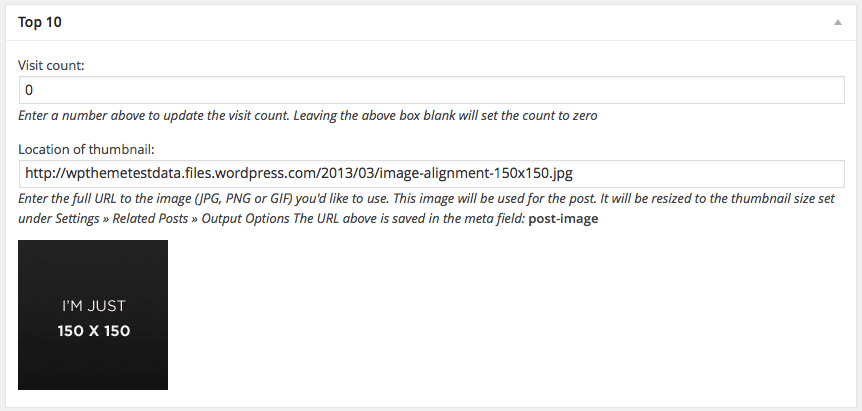 Top 10
Visit count:
0
Enter a number above to update the visit count. Leaving the above box blank will set the count to zero
Location of thumbnail:
http://wpthemetestdata.files.wordpress.com/2013/03/image-alignment-150x150.jpg
Enter the full URL to the image (JPG, PNG or GIF) you'd like to use. This image will be used for the post. It will be resized to the thumbnail size set
under Settings » Related Posts » Output Options The URL above is saved in the meta field: post-image
I'M JUST
150 X 150